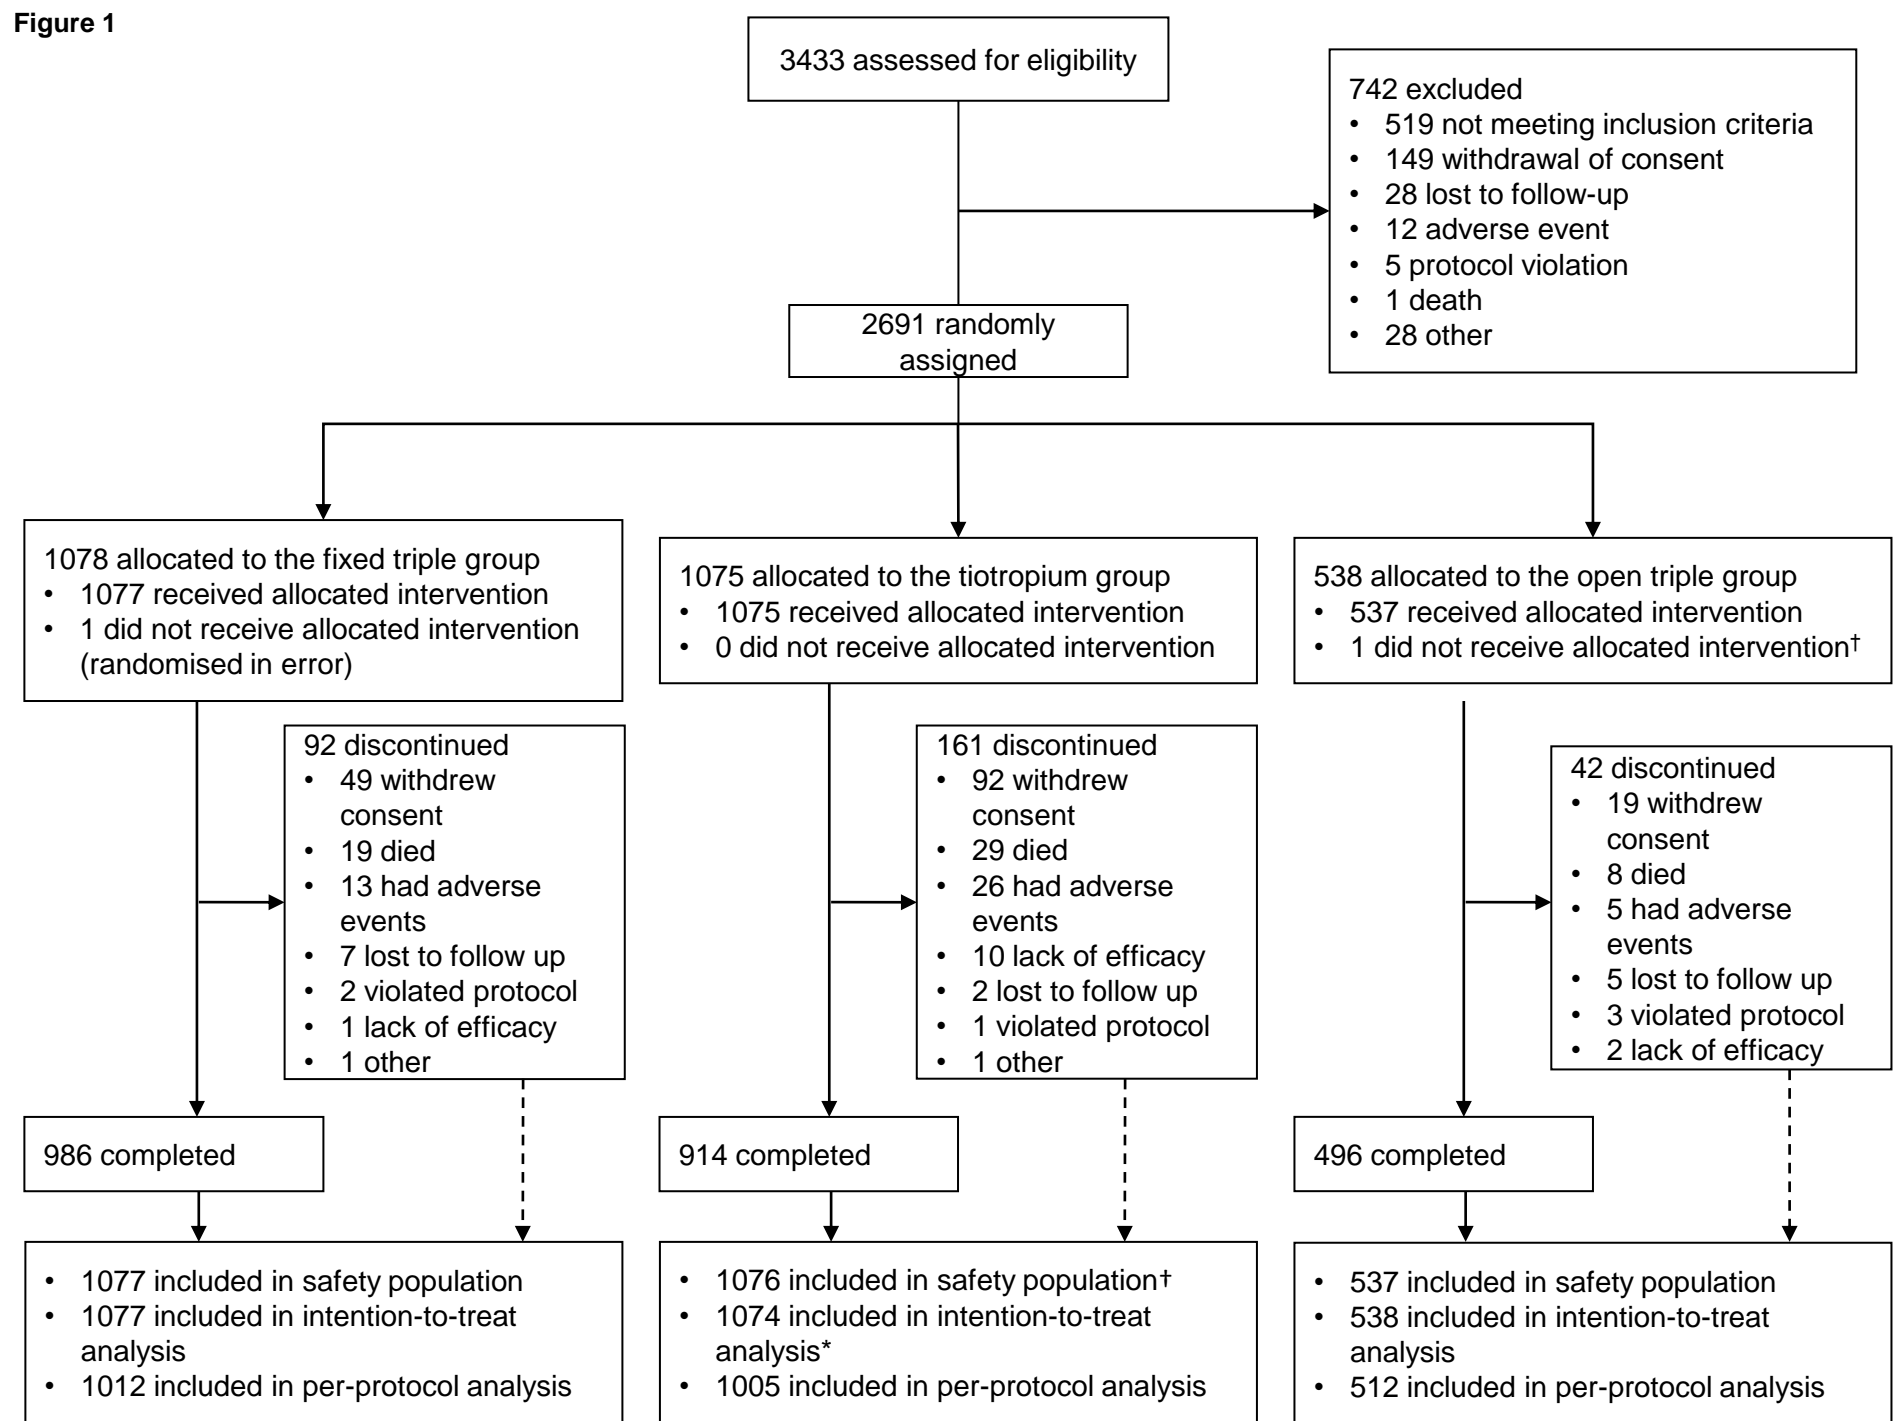 Figure 1
3433 assessed for eligibility
742 excluded
• 519 not meeting inclusion criteria
• 149 withdrawal of consent
• 28 lost to follow-up
• 12 adverse event
• 5 protocol violation
• 1 death
• 28 other
2691 randomly
assigned
1078 allocated to the fixed triple group
• 1077 received allocated intervention
• 1 did not receive allocated intervention
(randomised in error)
1075 allocated to the tiotropium group
• 1075 received allocated intervention
• 0 did not receive allocated intervention
538 allocated to the open triple group
• 537 received allocated intervention
• 1 did not receive allocated intervention†
92 discontinued
• 49 withdrew
consent
• 19 died
• 13 had adverse
events
• 7 lost to follow up
• 2 violated protocol
• 1 lack of efficacy
• 1 other
161 discontinued
• 92 withdrew
consent
• 29 died
• 26 had adverse
events
• 10 lack of efficacy
• 2 lost to follow up
• 1 violated protocol
• 1 other
42 discontinued
• 19 withdrew
consent
• 8 died
• 5 had adverse
events
• 5 lost to follow up
• 3 violated protocol
• 2 lack of efficacy
986 completed
914 completed
496 completed
• 1077 included in safety population
• 1077 included in intention-to-treat
analysis
• 1012 included in per-protocol analysis
• 1076 included in safety population†
• 1074 included in intention-to-treat
analysis*
• 1005 included in per-protocol analysis
• 537 included in safety population
• 538 included in intention-to-treat
analysis
• 512 included in per-protocol analysis